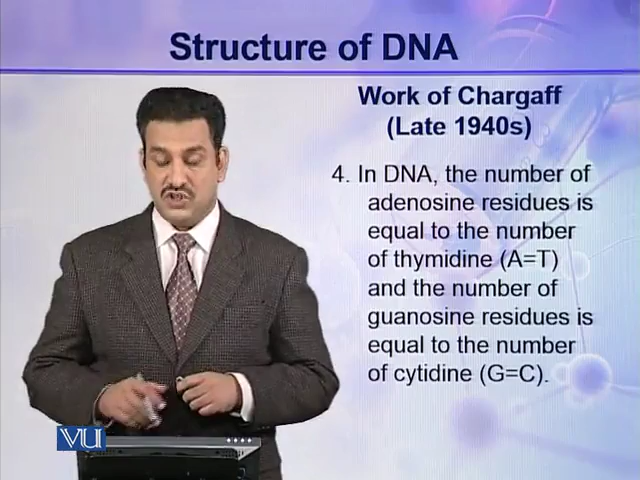 Structure of DNA
Work of Chargaff
(Late 1940s)
4. In DNA, the number of
adenosine residues is
equal to the number
of thymidine (A=T)
and the number of
guanosine residues is
equal to the number
of cytidine (G=C).
VU